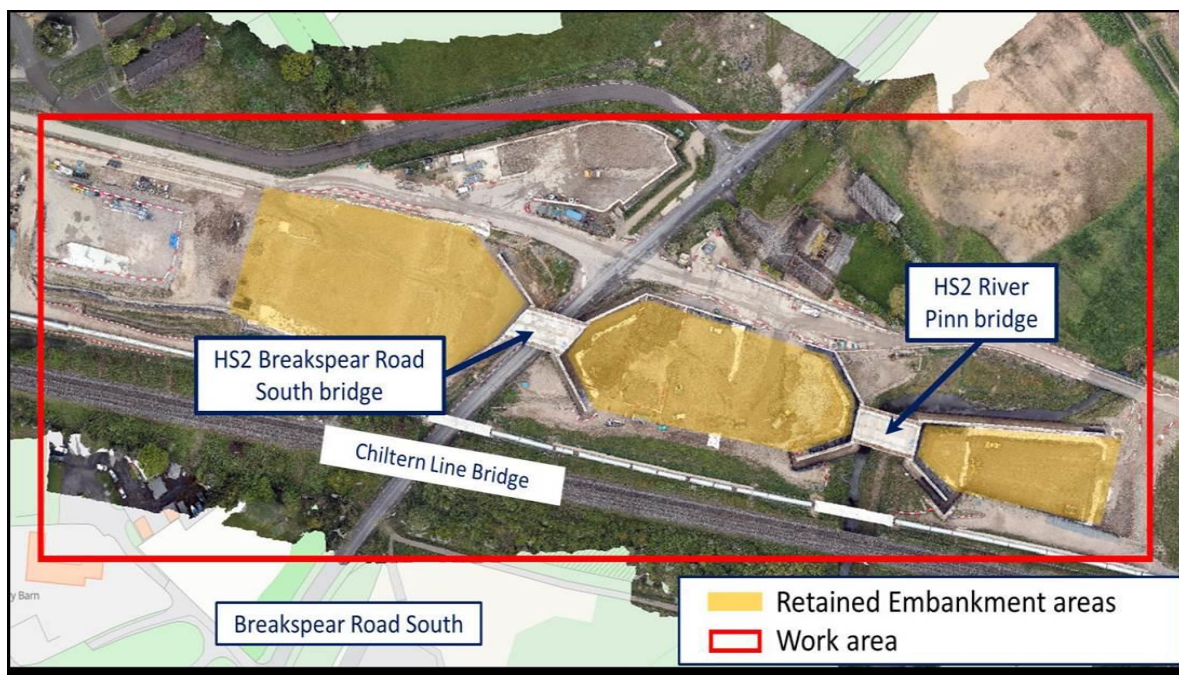 HS2 River
Pinn bridge
HS2 Breakspear Road
South bridge
Chiltern Line Bridge
y Barn
Breakspear Road South
Retained Embankment areas
Work area